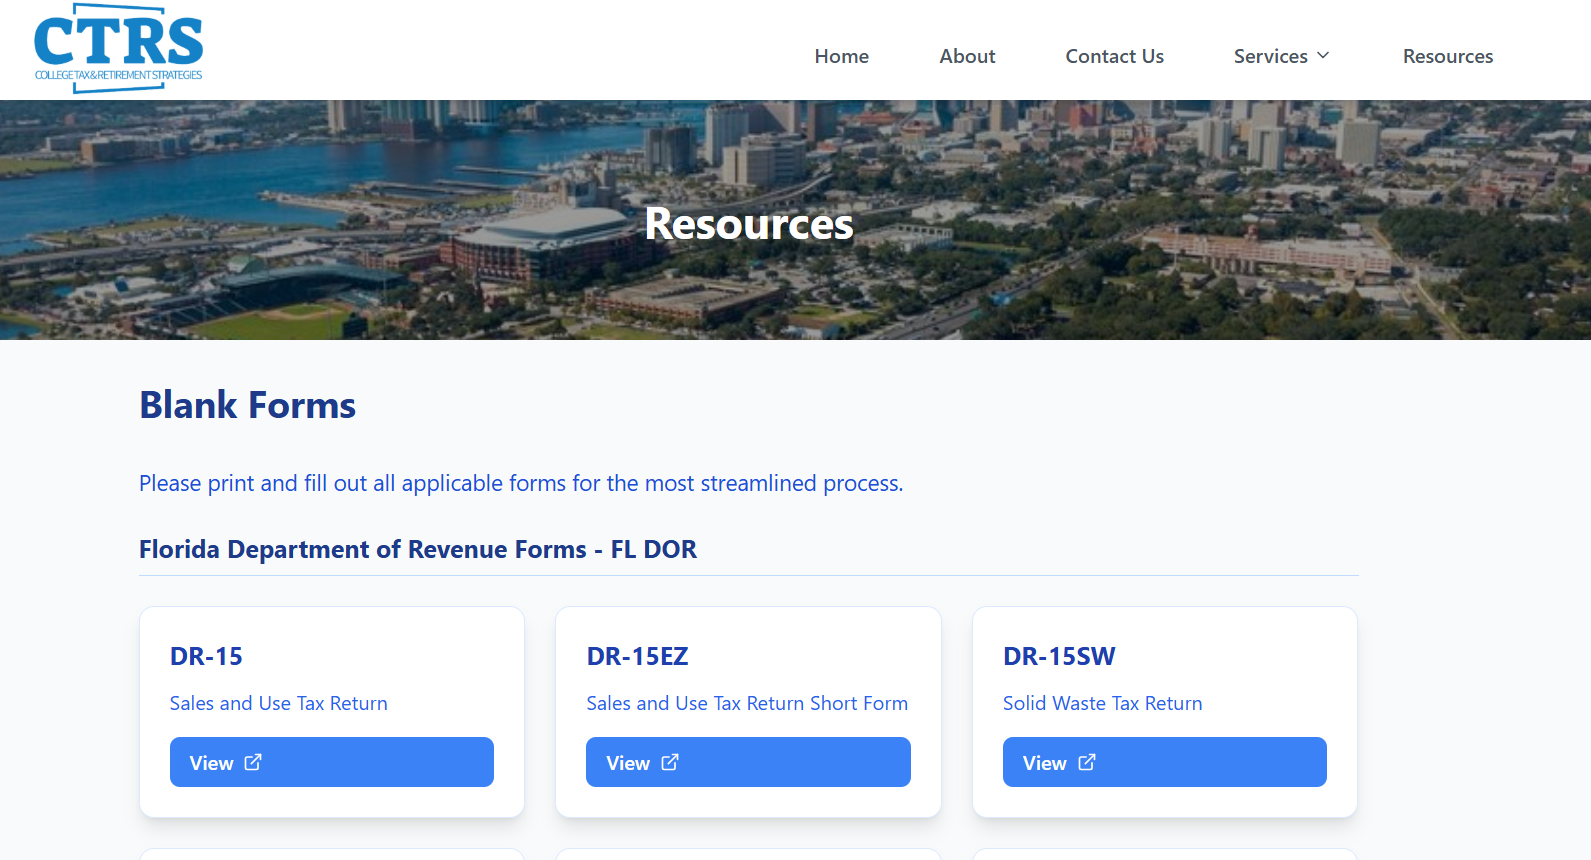 CTRS
COLLEGE TAX & RETIREMENT STRATEGIES
Home About Contact Us Services Resources
Resources
Blank Forms
Please print and fill out all applicable forms for the most streamlined process.
Florida Department of Revenue Forms - FL DOR
DR-15
Sales and Use Tax Return
View
DR-15EZ
Sales and Use Tax Return Short Form
View
DR-15SW
Solid Waste Tax Return
View